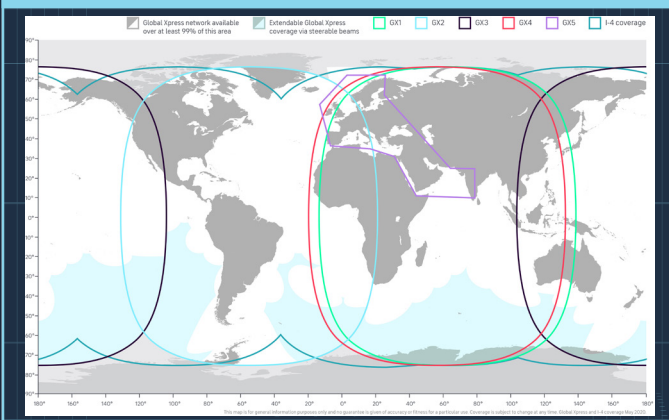 Global Xpress network available
over at least 99% of this area
Extendable Global Xpress
coverage via steerable beams
GX1
GX2
GX3
GX4
GX5
I-4 coverage
90°
80°
70°
60°
50°
40°
30°
20°
10°
0°
10°
20°
30°
40°
50°
60°
70°
80°
90°
180° 160° 140° 120° 100° 80° 60° 40° 20° 0° 20° 40° 60° 80° 100° 120° 140° 160° 180°
This map is for general information purposes only and no guarantee is given of accuracy or fitness for a particular use. Coverage is subject to change at any time. Global Xpress and I-4 coverage May 2020.